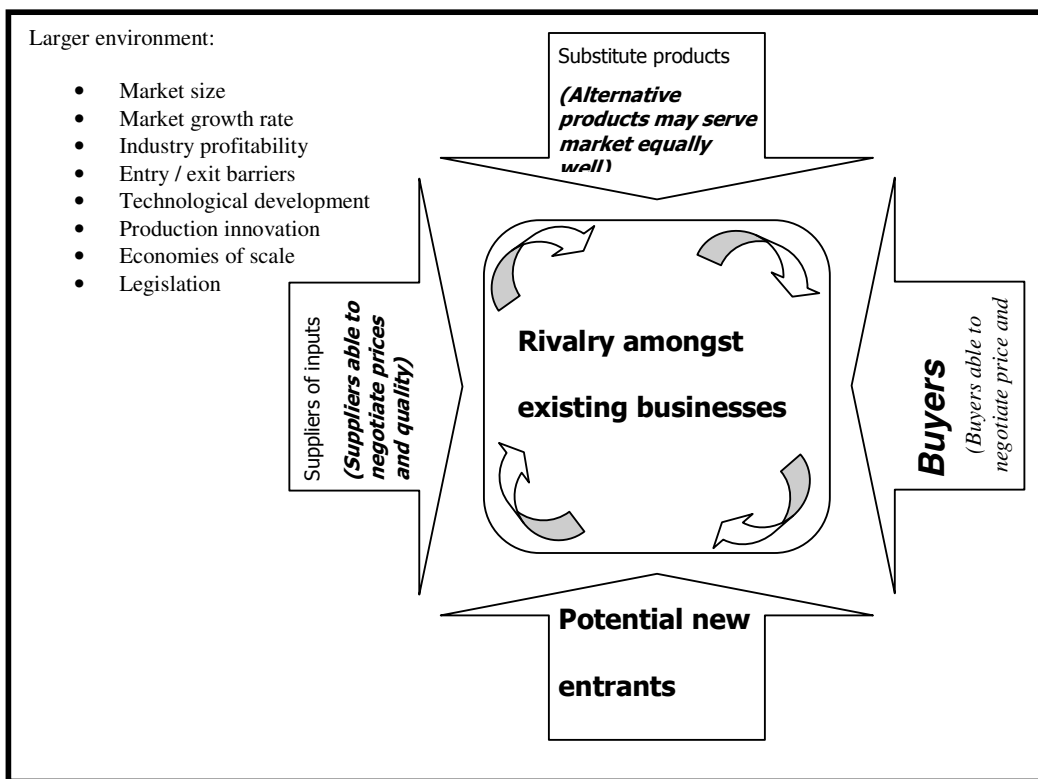 Larger environment:
• Market size
• Market growth rate
• Industry profitability
• Entry / exit barriers
• Technological development
• Production innovation
• Economies of scale
• Legislation
Substitute products
(Alternative
products may serve
market equally
well)
Suppliers of inputs
(Suppliers able to
negotiate prices
and quality)
Rivalry amongst
existing businesses
Buyers
(Buyers able to
negotiate price and
Potential new
entrants